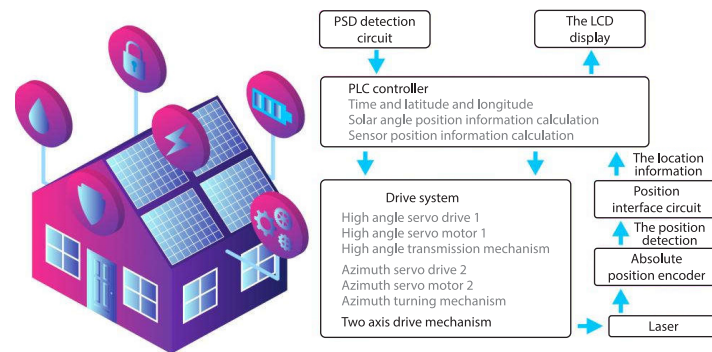 PSD detection
circuit
The LCD
display
PLC controller
Time and latitude and longitude
Solar angle position information calculation
Sensor position information calculation
The location
information
Position
interface circuit
The position
detection
Absolute
position encoder
Drive system
High angle servo drive 1
High angle servo motor 1
High angle transmission mechanism
Azimuth servo drive 2
Azimuth servo motor 2
Azimuth turning mechanism
Two axis drive mechanism
Laser